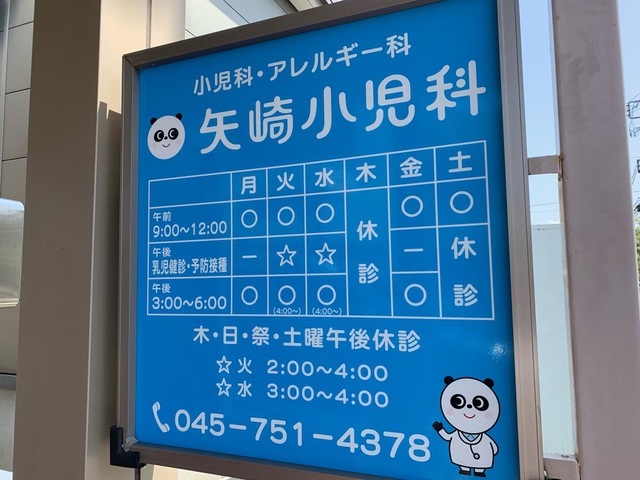 小児科・アレルギー科
矢崎小児科
月 火 水 木 金 土
午前 9:00～12:00 ○ ○ ○ 休診 ○ ○
午後 乳児健診・予防接種 － ☆ ☆ － 休診
午後 3:00～6:00 ○ ○(4:00～) ○(4:00～) ○
木・日・祭・土曜午後休診
☆火 2:00～4:00
☆水 3:00～4:00
045-751-4378